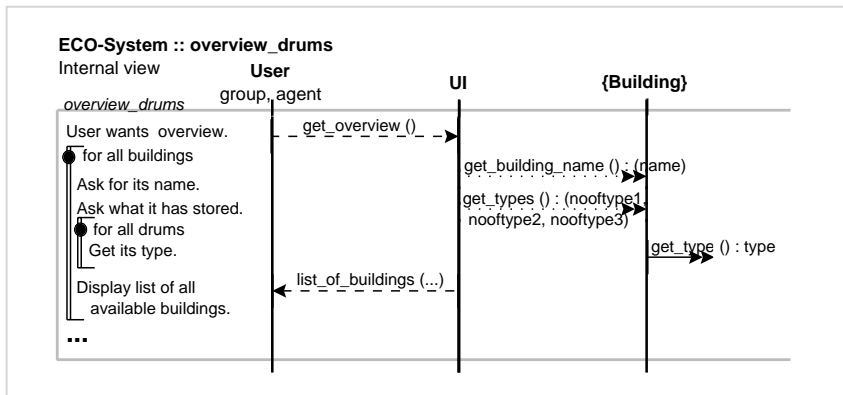 ECO-System :: overview_drums
Internal view
User
group, agent
UI
{Building}
overview_drums
User wants overview.
get_overview ()
for all buildings
get_building_name () : (name)
Ask for its name.
Ask what it has stored.
get_types () : (nooftype1,
nooftype2, nooftype3)
for all drums
Get its type.
get_type () : type
Display list of all
available buildings.
list_of_buildings (...)
...